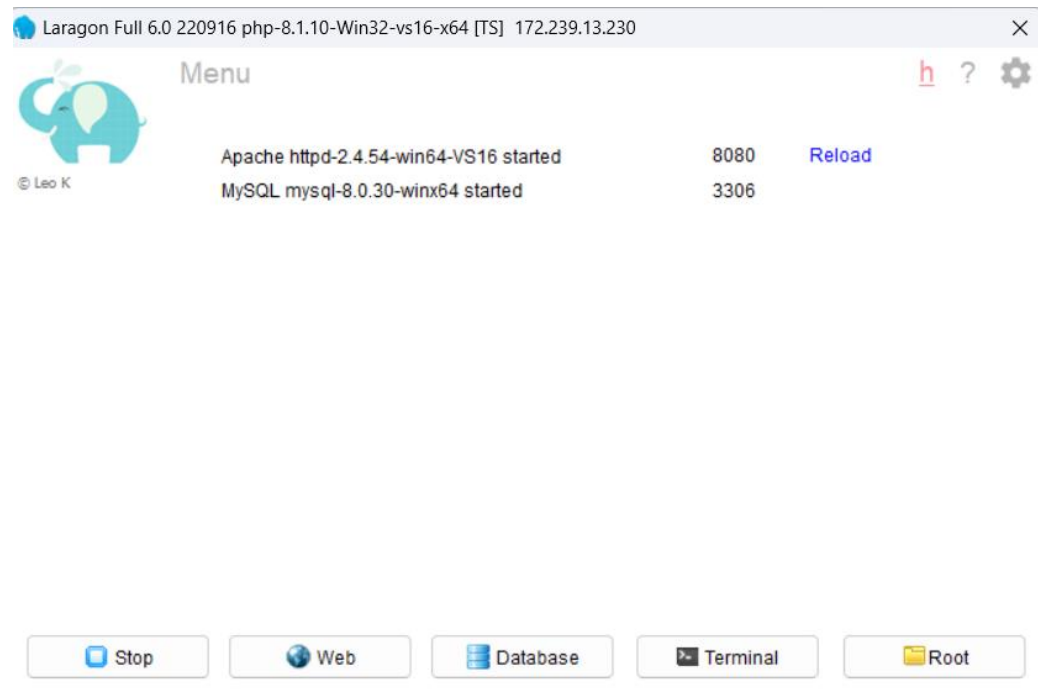 Laragon Full 6.0 220916 php-8.1.10-Win32-vs16-x64 [TS] 172.239.13.230
Menu
h ?
Apache httpd-2.4.54-win64-VS16 started 8080 Reload
© Leo K
MySQL mysql-8.0.30-winx64 started 3306
Stop Web Database Terminal Root